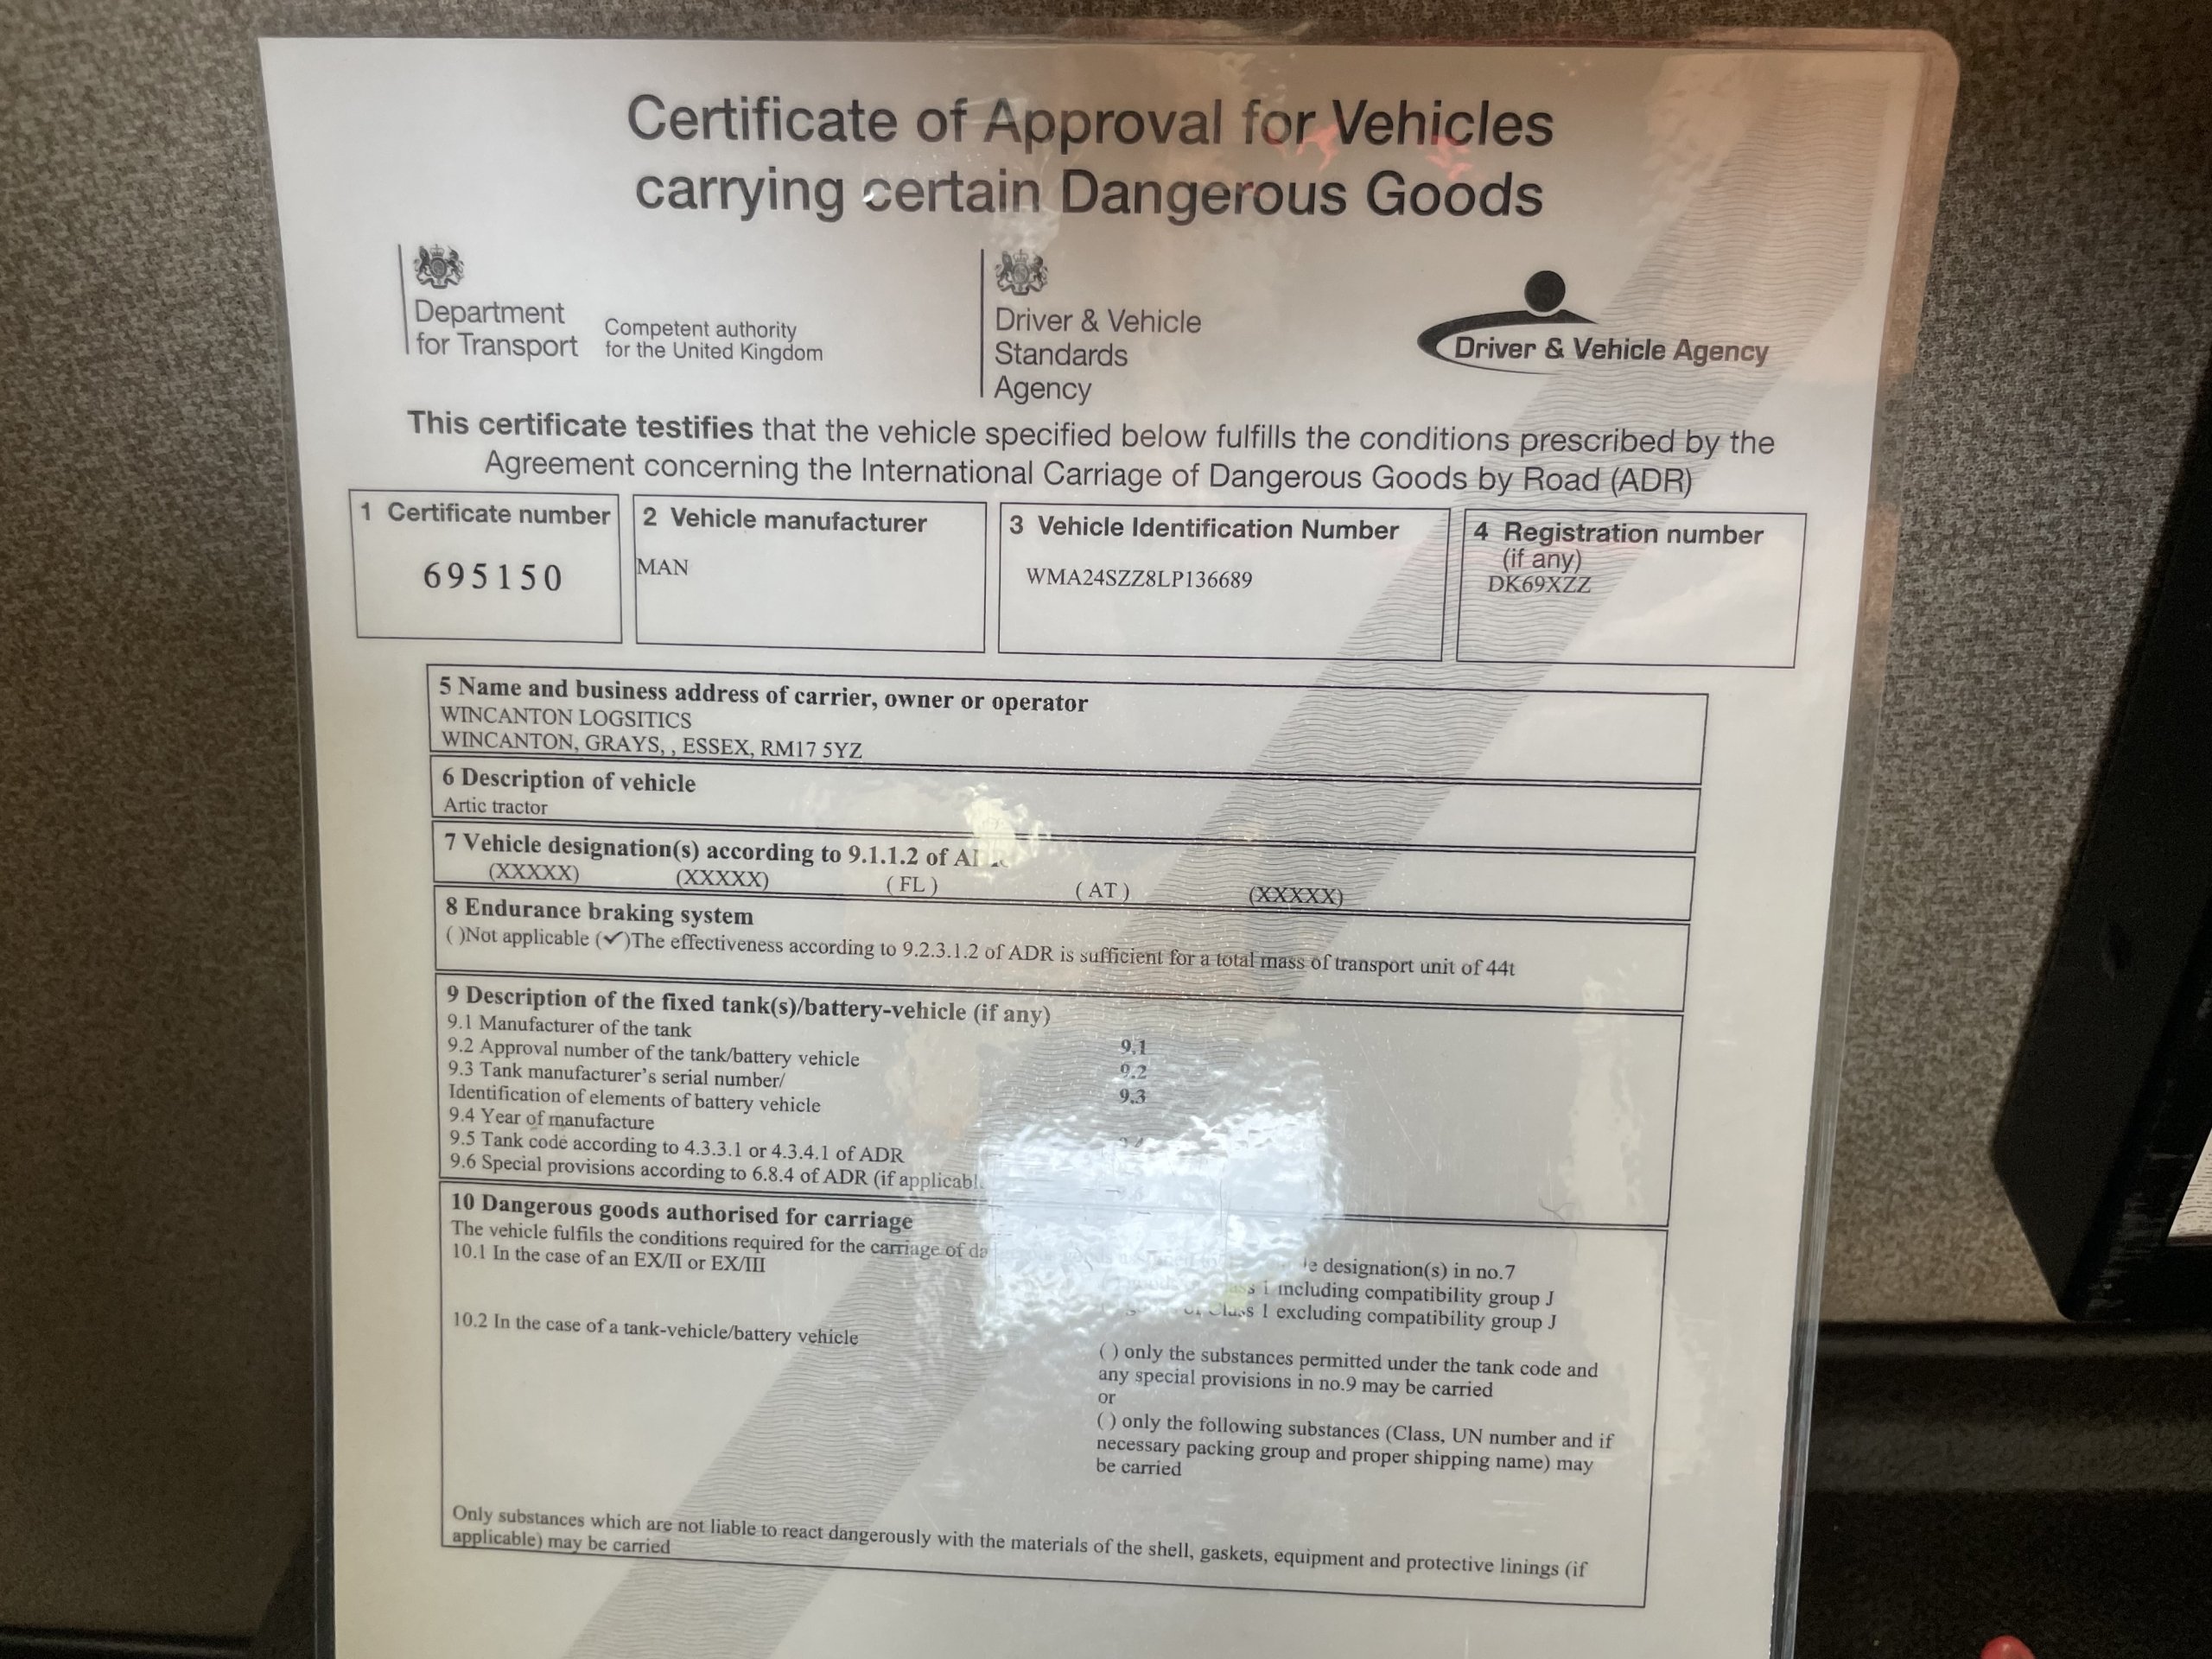 Certificate of Approval for Vehicles
carrying certain Dangerous Goods
Department
for Transport
Competent authority
for the United Kingdom
Driver & Vehicle
Standards
Agency
Driver & Vehicle Agency
This certificate testifies that the vehicle specified below fulfills the conditions prescribed by the
Agreement concerning the International Carriage of Dangerous Goods by Road (ADR)
1 Certificate number
695150
2 Vehicle manufacturer
MAN
3 Vehicle Identification Number
WMA24SZZ8LP136689
4 Registration number
(if any)
DK69XZZ
5 Name and business address of carrier, owner or operator
WINCANTON LOGSITICS
WINCANTON, GRAYS, , ESSEX, RM17 5YZ
6 Description of vehicle
Artic tractor
7 Vehicle designation(s) according to 9.1.1.2 of
(XXXXX) (XXXXX) ( FL ) ( AT ) (XXXXX)
8 Endurance braking system
( )Not applicable (✓)The effectiveness according to 9.2.3.1.2 of ADR is sufficient for a total mass of transport unit of 44t
9 Description of the fixed tank(s)/battery-vehicle (if any)
9.1 Manufacturer of the tank 9.1
9.2 Approval number of the tank/battery vehicle 9.2
9.3 Tank manufacturer's serial number/ 9.3
Identification of elements of battery vehicle
9.4 Year of manufacture
9.5 Tank code according to 4.3.3.1 or 4.3.4.1 of ADR
9.6 Special provisions according to 6.8.4 of ADR (if
10 Dangerous goods authorised for carriage
The vehicle fulfils the conditions required for the carriage of designation(s) in no.7
10.1 In the case of an EX/II or EX/III
1 including compatibility group J
Class 1 excluding compatibility group J
10.2 In the case of a tank-vehicle/battery vehicle
( ) only the substances permitted under the tank code and
any special provisions in no.9 may be carried
or
( ) only the following substances (Class, UN number and if
necessary packing group and proper shipping name) may
be carried
Only substances which are not liable to react dangerously with the materials of the shell, gaskets, equipment and protective linings (if
applicable) may be carried